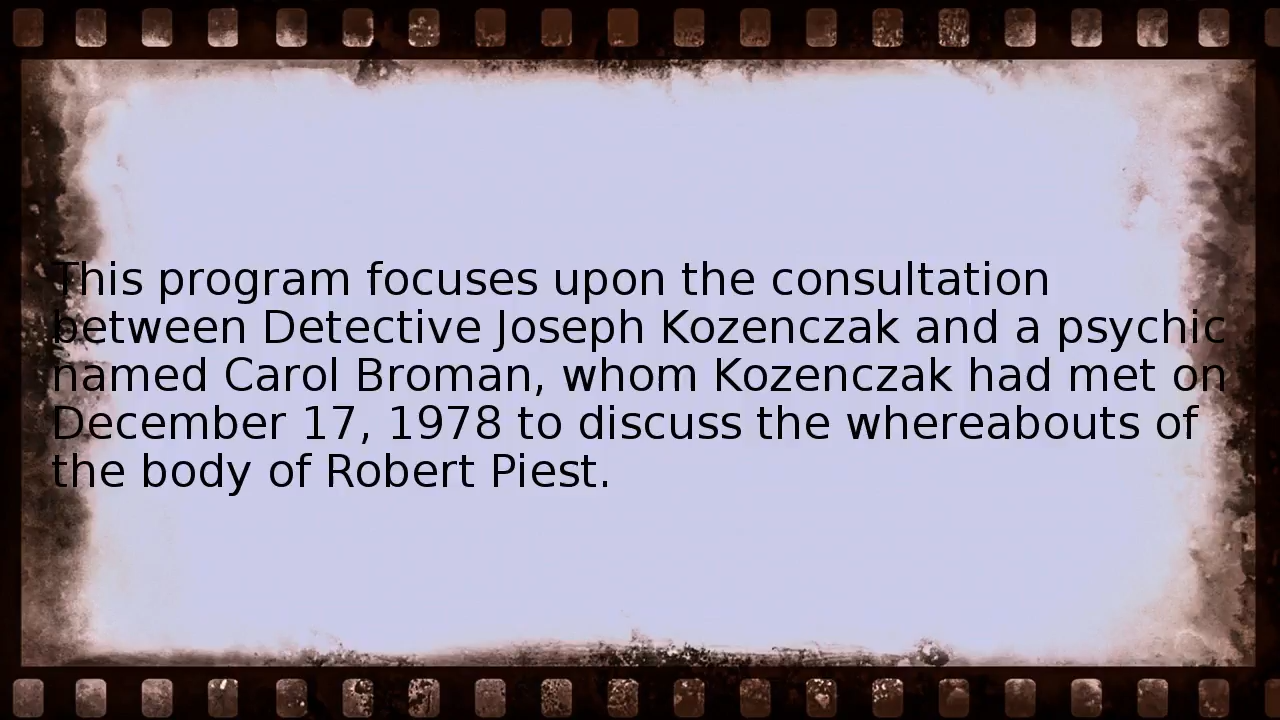 This program focuses upon the consultation
between Detective Joseph Kozenczak and a psychic
named Carol Broman, whom Kozenczak had met on
December 17, 1978 to discuss the whereabouts of
the body of Robert Piest.